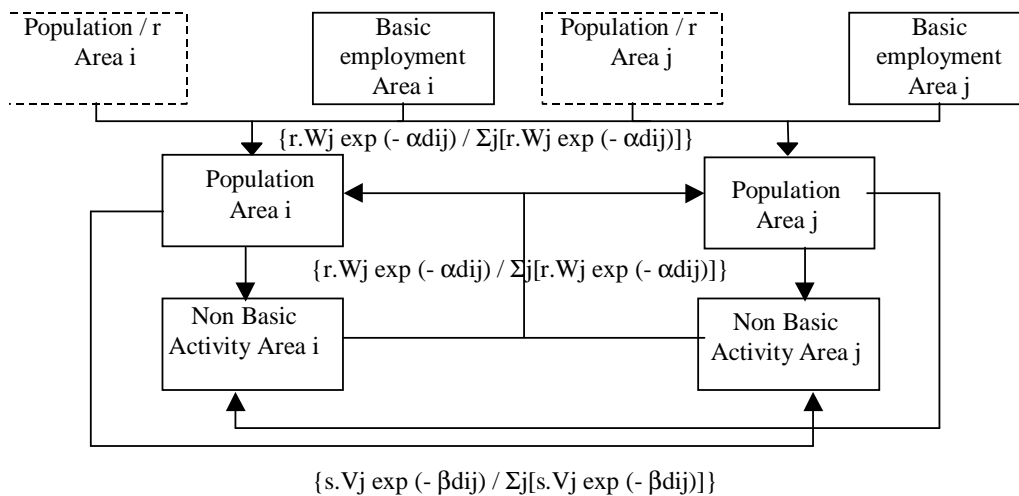 Population / r
Area i
Basic
employment
Area i
Population / r
Area j
Basic
employment
Area j
{r.Wj exp (- αdij) / Σj[r.Wj exp (- αdij)]}
Population
Area i
Population
Area j
{r.Wj exp (- αdij) / Σj[r.Wj exp (- αdij)]}
Non Basic
Activity Area i
Non Basic
Activity Area j
{s.Vj exp (- βdij) / Σj[s.Vj exp (- βdij)]}